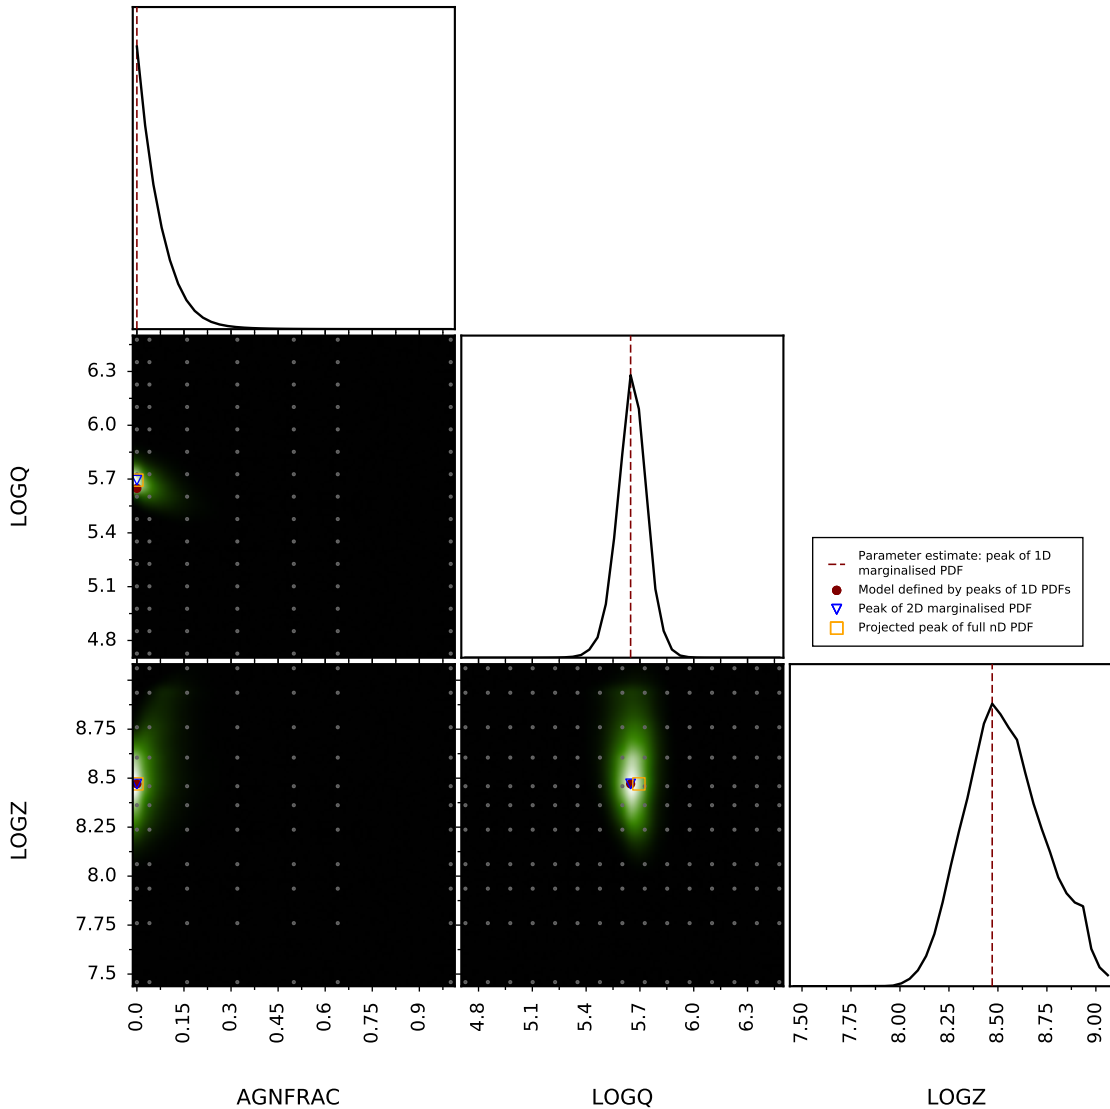 6.3
6.0
5.7
5.4
5.1
4.8
LOGQ
Parameter estimate: peak of 1D
marginalised PDF
Model defined by peaks of 1D PDFs
Peak of 2D marginalised PDF
Projected peak of full nD PDF
8.75
8.5
8.25
8.0
7.75
7.5
LOGZ
0.0 0.15 0.3 0.45 0.6 0.75 0.9
4.8 5.1 5.4 5.7 6.0 6.3
7.50 7.75 8.00 8.25 8.50 8.75 9.00
AGNFRAC LOGQ LOGZ